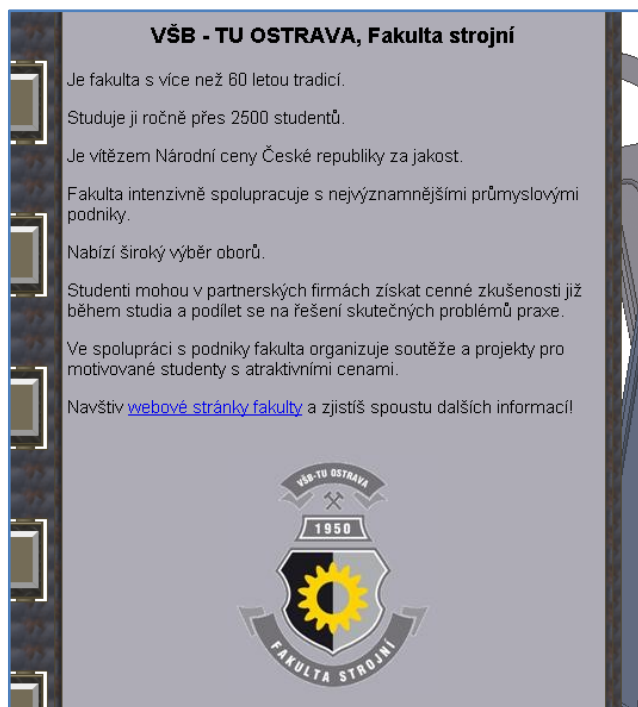 VŠB - TU OSTRAVA, Fakulta strojní
Je fakulta s více než 60 letou tradicí.
Studuje ji ročně přes 2500 studentů.
Je vítězem Národní ceny České republiky za jakost.
Fakulta intenzivně spolupracuje s nejvýznamnějšími průmyslovými
podniky.
Nabízí široký výběr oborů.
Studenti mohou v partnerských firmách získat cenné zkušenosti již
během studia a podílet se na řešení skutečných problémů praxe.
Ve spolupráci s podniky fakulta organizuje soutěže a projekty pro
motivované studenty s atraktivními cenami.
Navštiv webové stránky fakulty a zjistíš spoustu dalších informací!
VŠB-TU OSTRAVA
1950
FAKULTA STROJNÍ